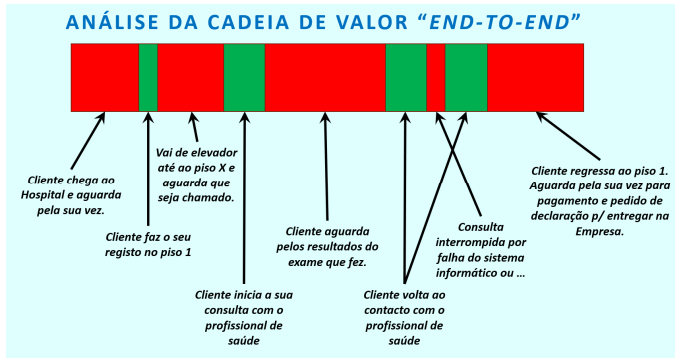 ANÁLISE DA CADEIA DE VALOR “END-TO-END”
Cliente chega ao
Hospital e aguarda
pela sua vez.
Cliente faz o seu
registo no piso 1
Vai de elevador
até ao piso X e
aguarda que
seja chamado.
Cliente inicia a sua
consulta com o
profissional de
saúde
Cliente aguarda
pelos resultados do
exame que fez.
Cliente volta ao
contacto com o
profissional de
saúde
Consulta
interrompida por
falha do sistema
informático ou …
Cliente regressa ao piso 1.
Aguarda pela sua vez para
pagamento e pedido de
declaração p/ entregar na
Empresa.